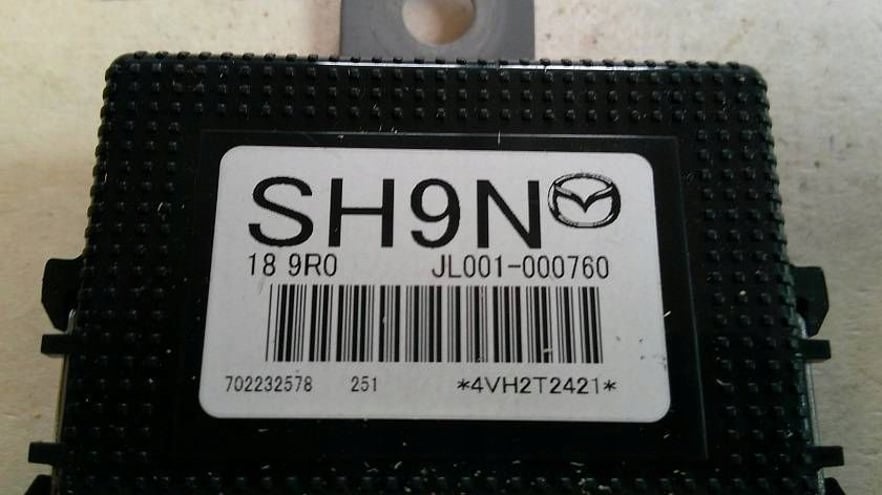 SH9N
18 9R0 JL001-000760
702232578 251 *4VH2T2421*